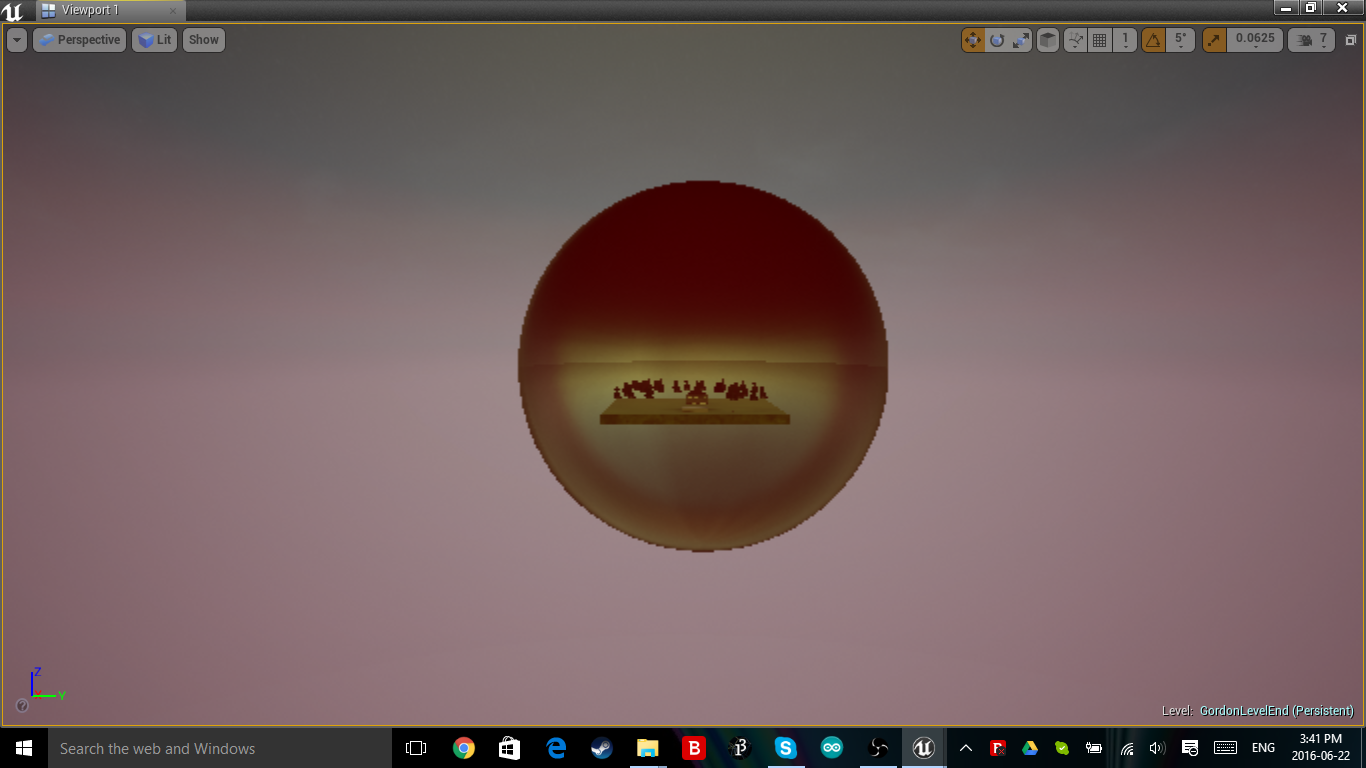 Viewport 1
Perspective Lit Show 1 5° 0.0625 7
Z
Y
Level: GordonLevelEnd (Persistent)
Search the web and Windows
ENG
3:41 PM
2016-06-22